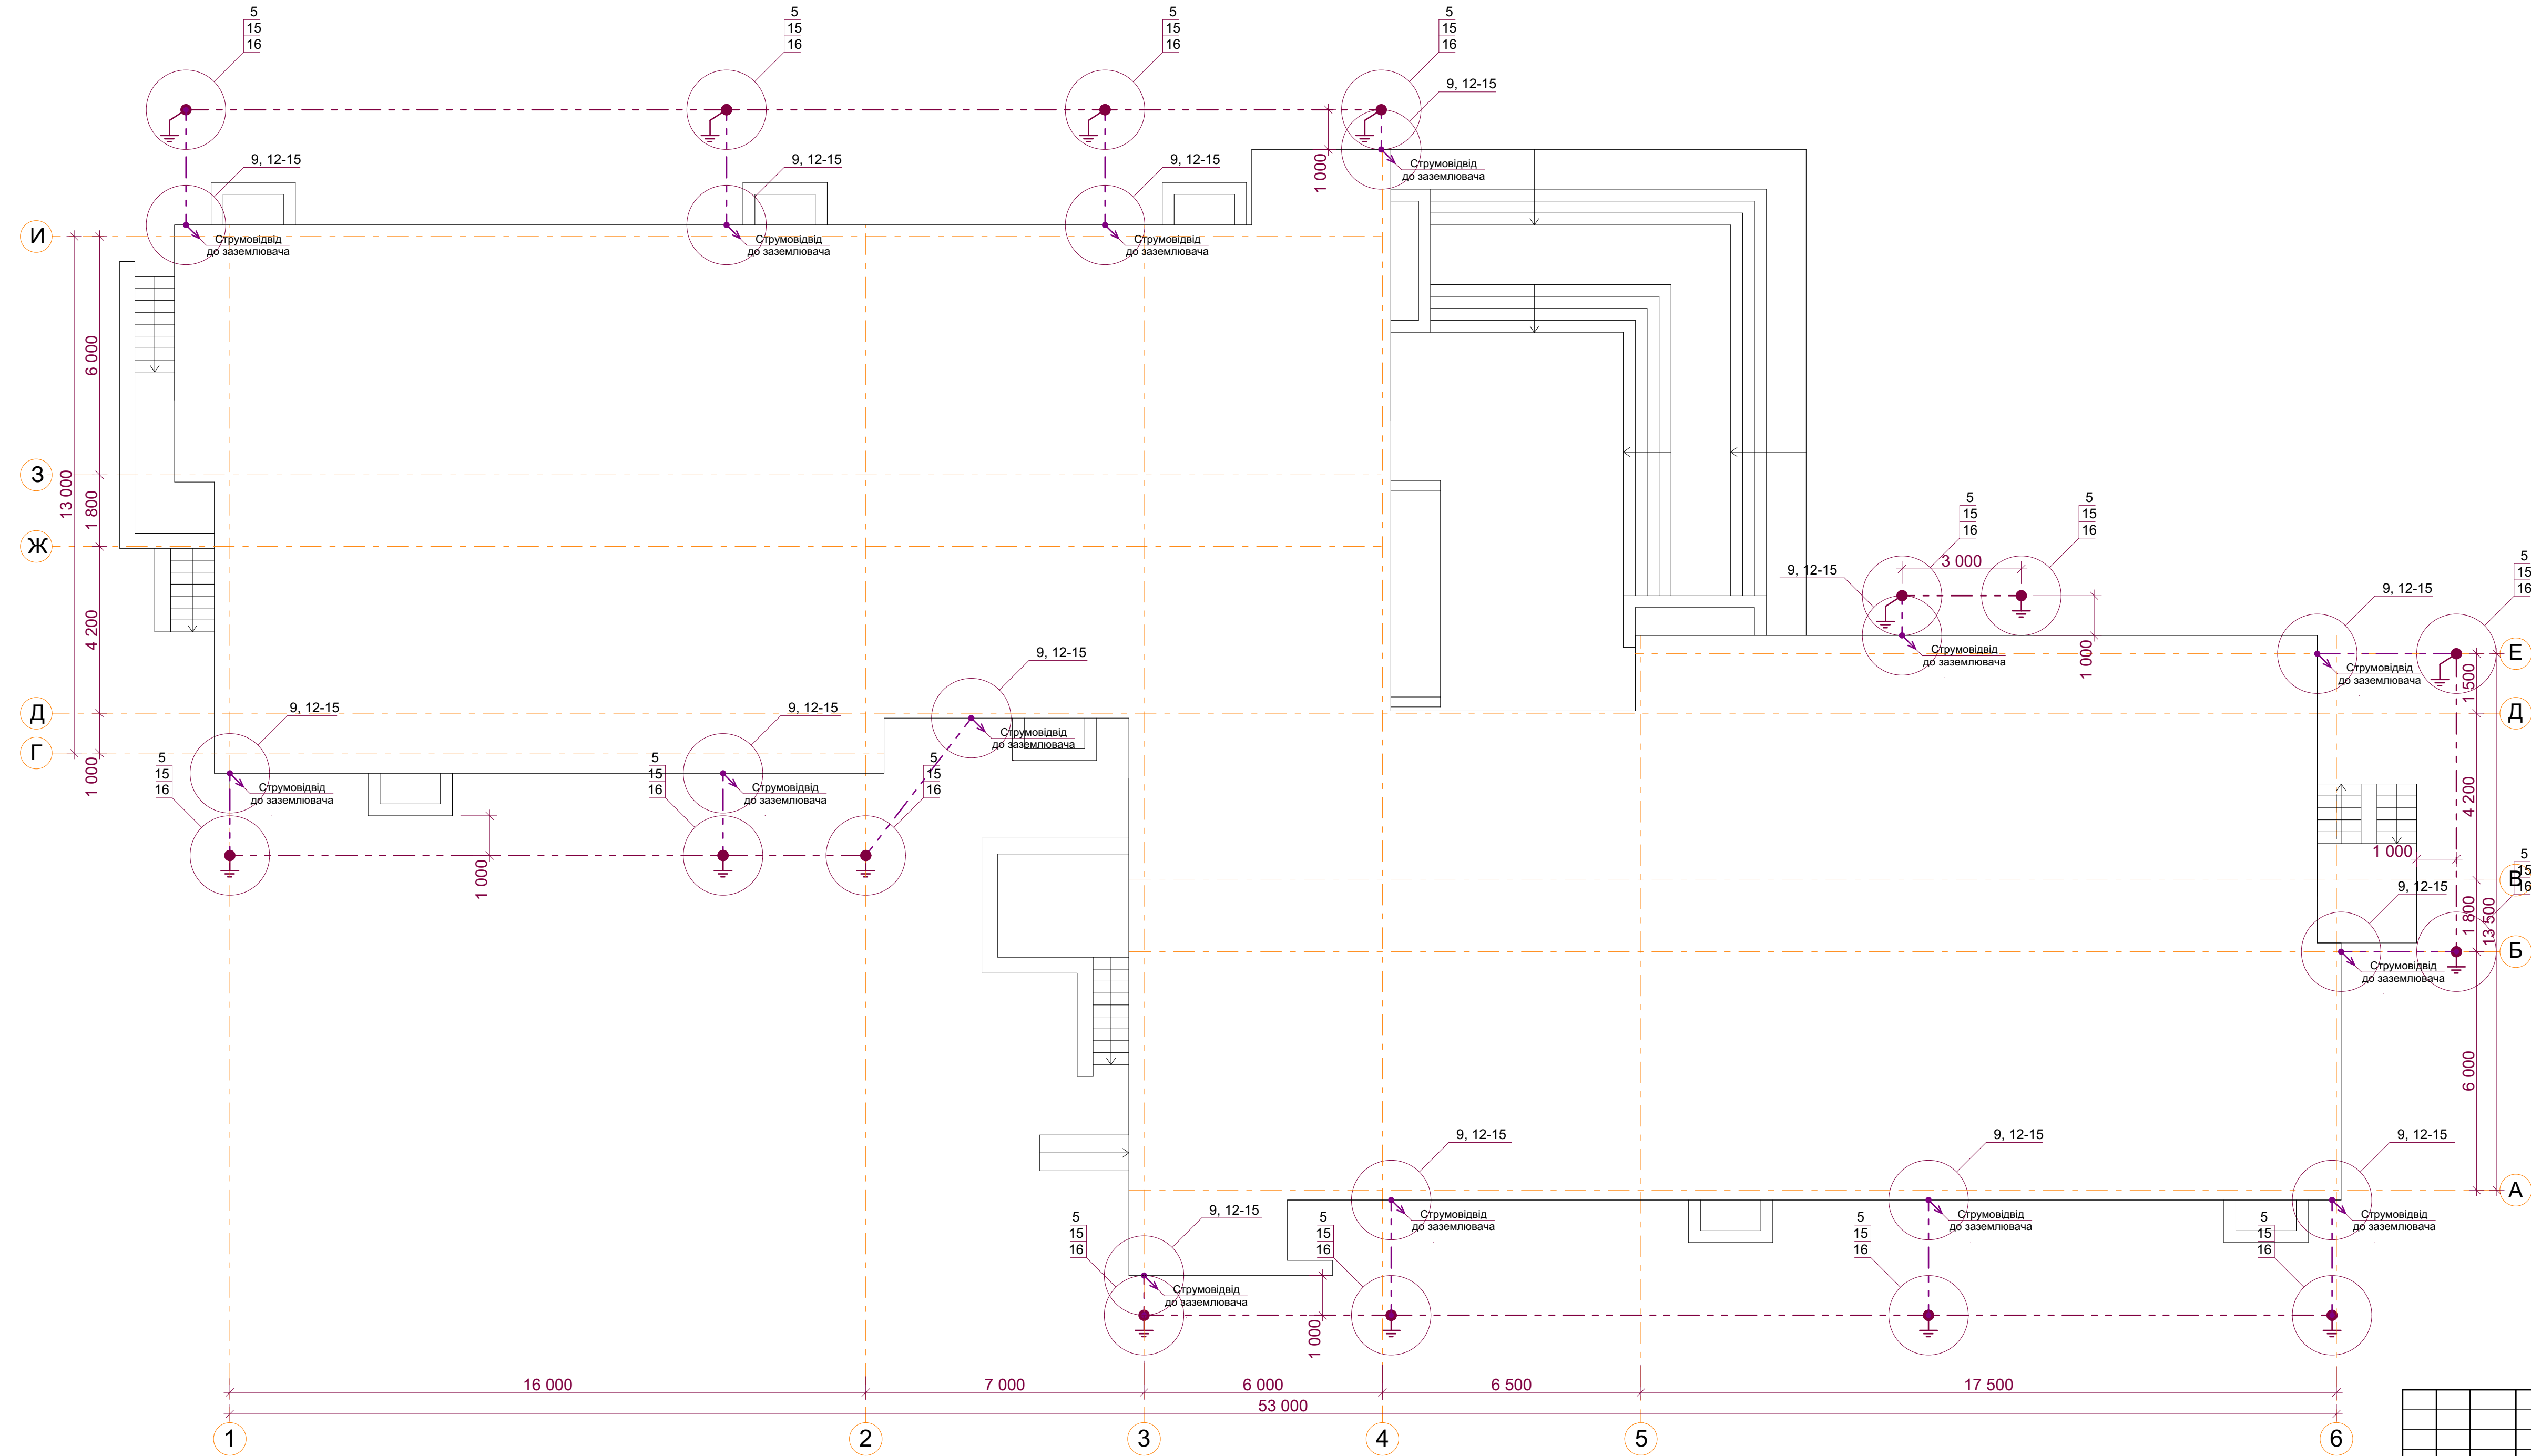 5
15
16
5
15
16
5
15
16
5
15
16
9, 12-15
9, 12-15
9, 12-15
9, 12-15
1 000
Струмовідвід
до заземлювача
И
Струмовідвід
до заземлювача
Струмовідвід
до заземлювача
Струмовідвід
до заземлювача
6 000
З
13 000
1 800
Ж
4 200
Д
Г
1 000
5
15
16
5
15
16
3 000
9, 12-15
1 000
Струмовідвід
до заземлювача
5
15
16
9, 12-15
Струмовідвід
до заземлювача
Е
1 500
Д
4 200
1 000
5
15
16
В
9, 12-15
1 800
13 500
Б
Струмовідвід
до заземлювача
6 000
А
9, 12-15
Струмовідвід
до заземлювача
9, 12-15
9, 12-15
5
15
16
Струмовідвід
до заземлювача
5
15
16
Струмовідвід
до заземлювача
5
15
16
1 000
9, 12-15
9, 12-15
9, 12-15
9, 12-15
5
15
16
Струмовідвід
до заземлювача
5
15
16
Струмовідвід
до заземлювача
5
15
16
Струмовідвід
до заземлювача
5
15
16
Струмовідвід
до заземлювача
1 000
16 000
7 000
6 000
6 500
17 500
53 000
1
2
3
4
5
6